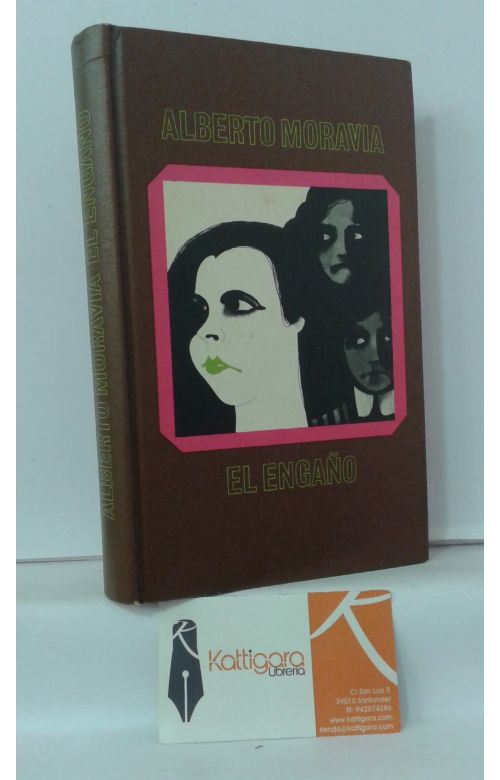 ALBERTO MORAVIA EL ENGAÑO
ALBERTO MORAVIA
EL ENGAÑO
K
Kattigara
Librería
C/ San Luis 5
39010 Santander
tlf: 942074286
www.kattigara.com
tienda@kattigara.com